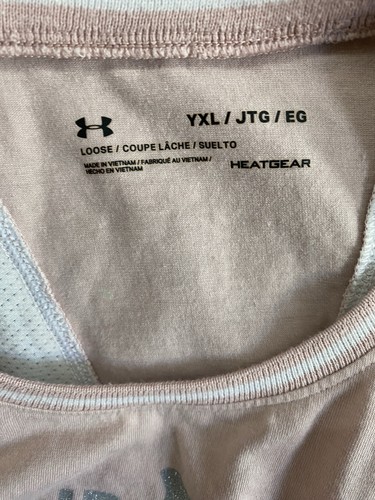 YXL / JTG / EG
LOOSE / COUPE LÂCHE / SUELTO
MADE IN VIETNAM / FABRIQUÉ AU VIETNAM /
HECHO EN VIETNAM
HEATGEAR